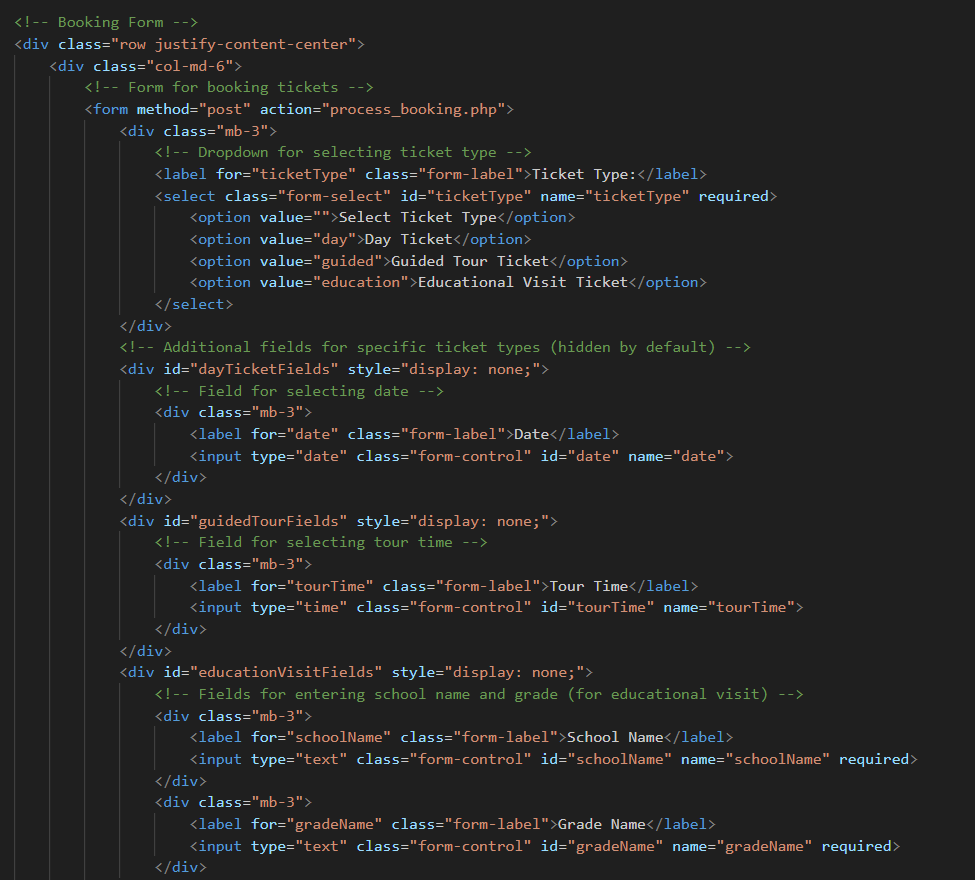 <!-- Booking Form -->
<div class="row justify-content-center">
<div class="col-md-6">
<!-- Form for booking tickets -->
<form method="post" action="process_booking.php">
<div class="mb-3">
<!-- Dropdown for selecting ticket type -->
<label for="ticketType" class="form-label">Ticket Type:</label>
<select class="form-select" id="ticketType" name="ticketType" required>
<option value="">Select Ticket Type</option>
<option value="day">Day Ticket</option>
<option value="guided">Guided Tour Ticket</option>
<option value="education">Educational Visit Ticket</option>
</select>
</div>
<!-- Additional fields for specific ticket types (hidden by default) -->
<div id="dayTicketFields" style="display: none;">
<!-- Field for selecting date -->
<div class="mb-3">
<label for="date" class="form-label">Date</label>
<input type="date" class="form-control" id="date" name="date">
</div>
</div>
<div id="guidedTourFields" style="display: none;">
<!-- Field for selecting tour time -->
<div class="mb-3">
<label for="tourTime" class="form-label">Tour Time</label>
<input type="time" class="form-control" id="tourTime" name="tourTime">
</div>
</div>
<div id="educationVisitFields" style="display: none;">
<!-- Fields for entering school name and grade (for educational visit) -->
<div class="mb-3">
<label for="schoolName" class="form-label">School Name</label>
<input type="text" class="form-control" id="schoolName" name="schoolName" required>
</div>
<div class="mb-3">
<label for="gradeName" class="form-label">Grade Name</label>
<input type="text" class="form-control" id="gradeName" name="gradeName" required>
</div>